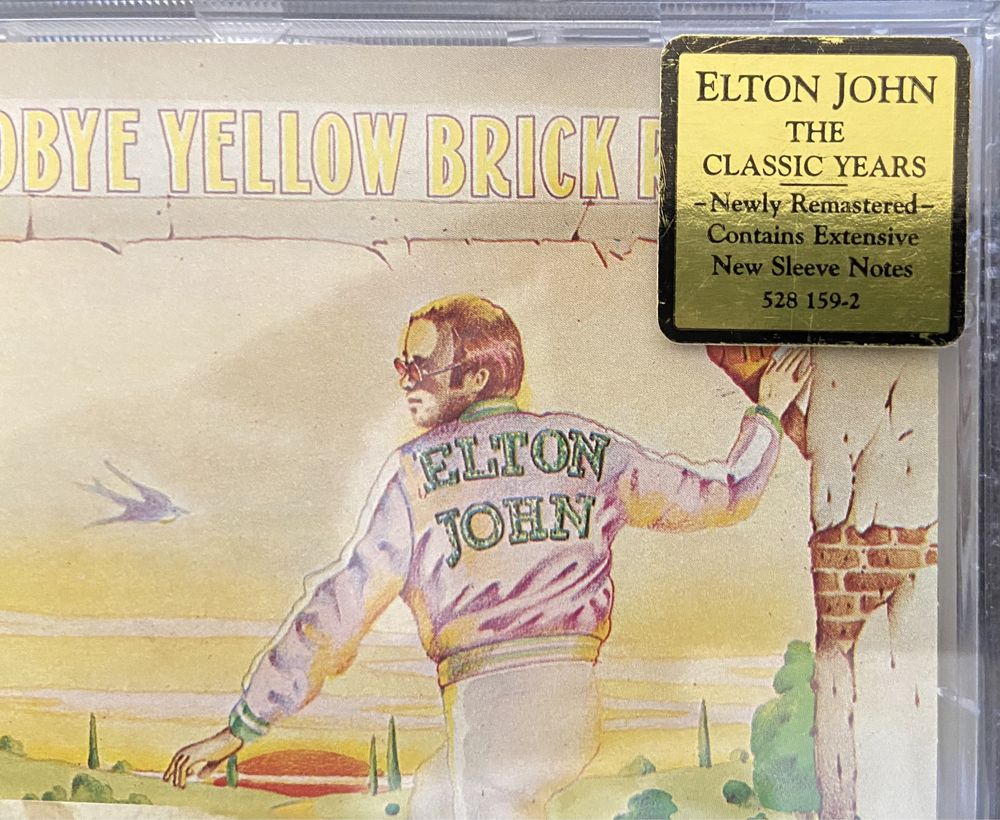 OBYE YELLOW BRICK R
ELTON JOHN
THE
CLASSIC YEARS
-Newly Remastered-
Contains Extensive
New Sleeve Notes
528 159-2
ELTON
JOHN